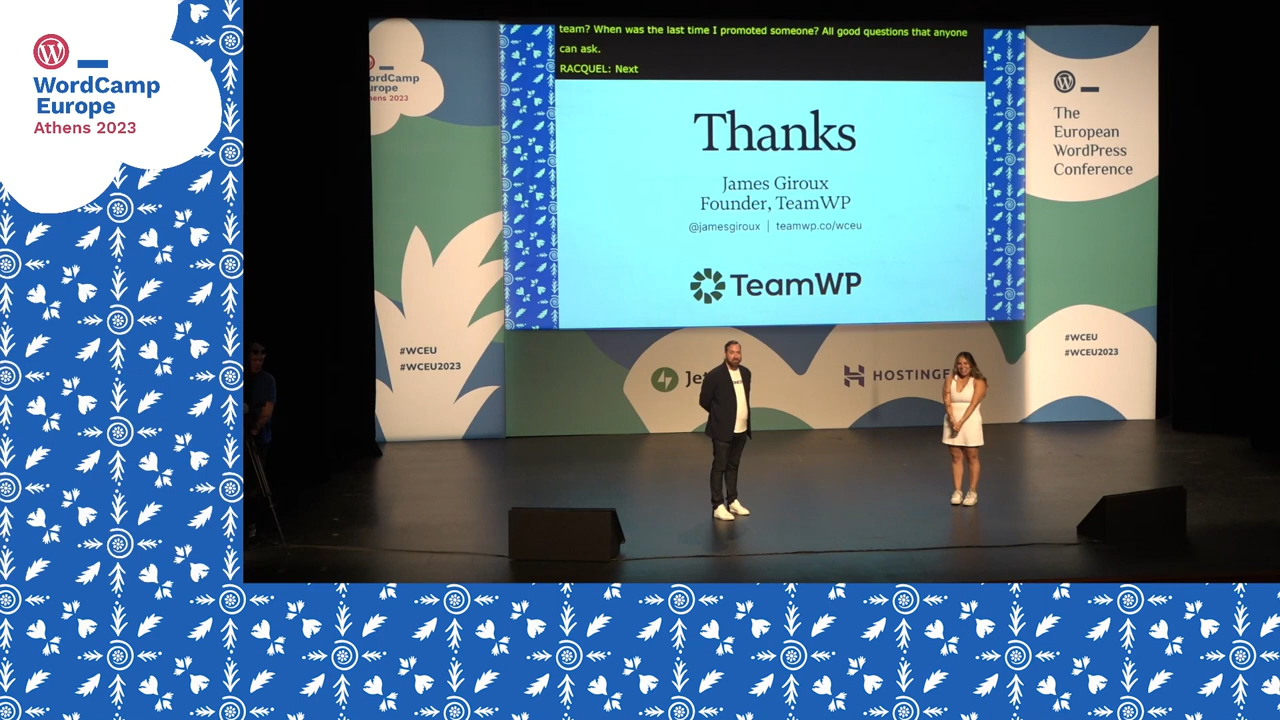 WordCamp
Europe
Athens 2023
team? When was the last time I promoted someone? All good questions that anyone
can ask.
RACQUEL: Next
Thanks
James Giroux
Founder, TeamWP
@jamesgiroux | teamwp.co/wceu
TeamWP
The
European
WordPress
Conference
#WCEU
#WCEU2023
#WCEU
#WCEU2023
HOSTINGE